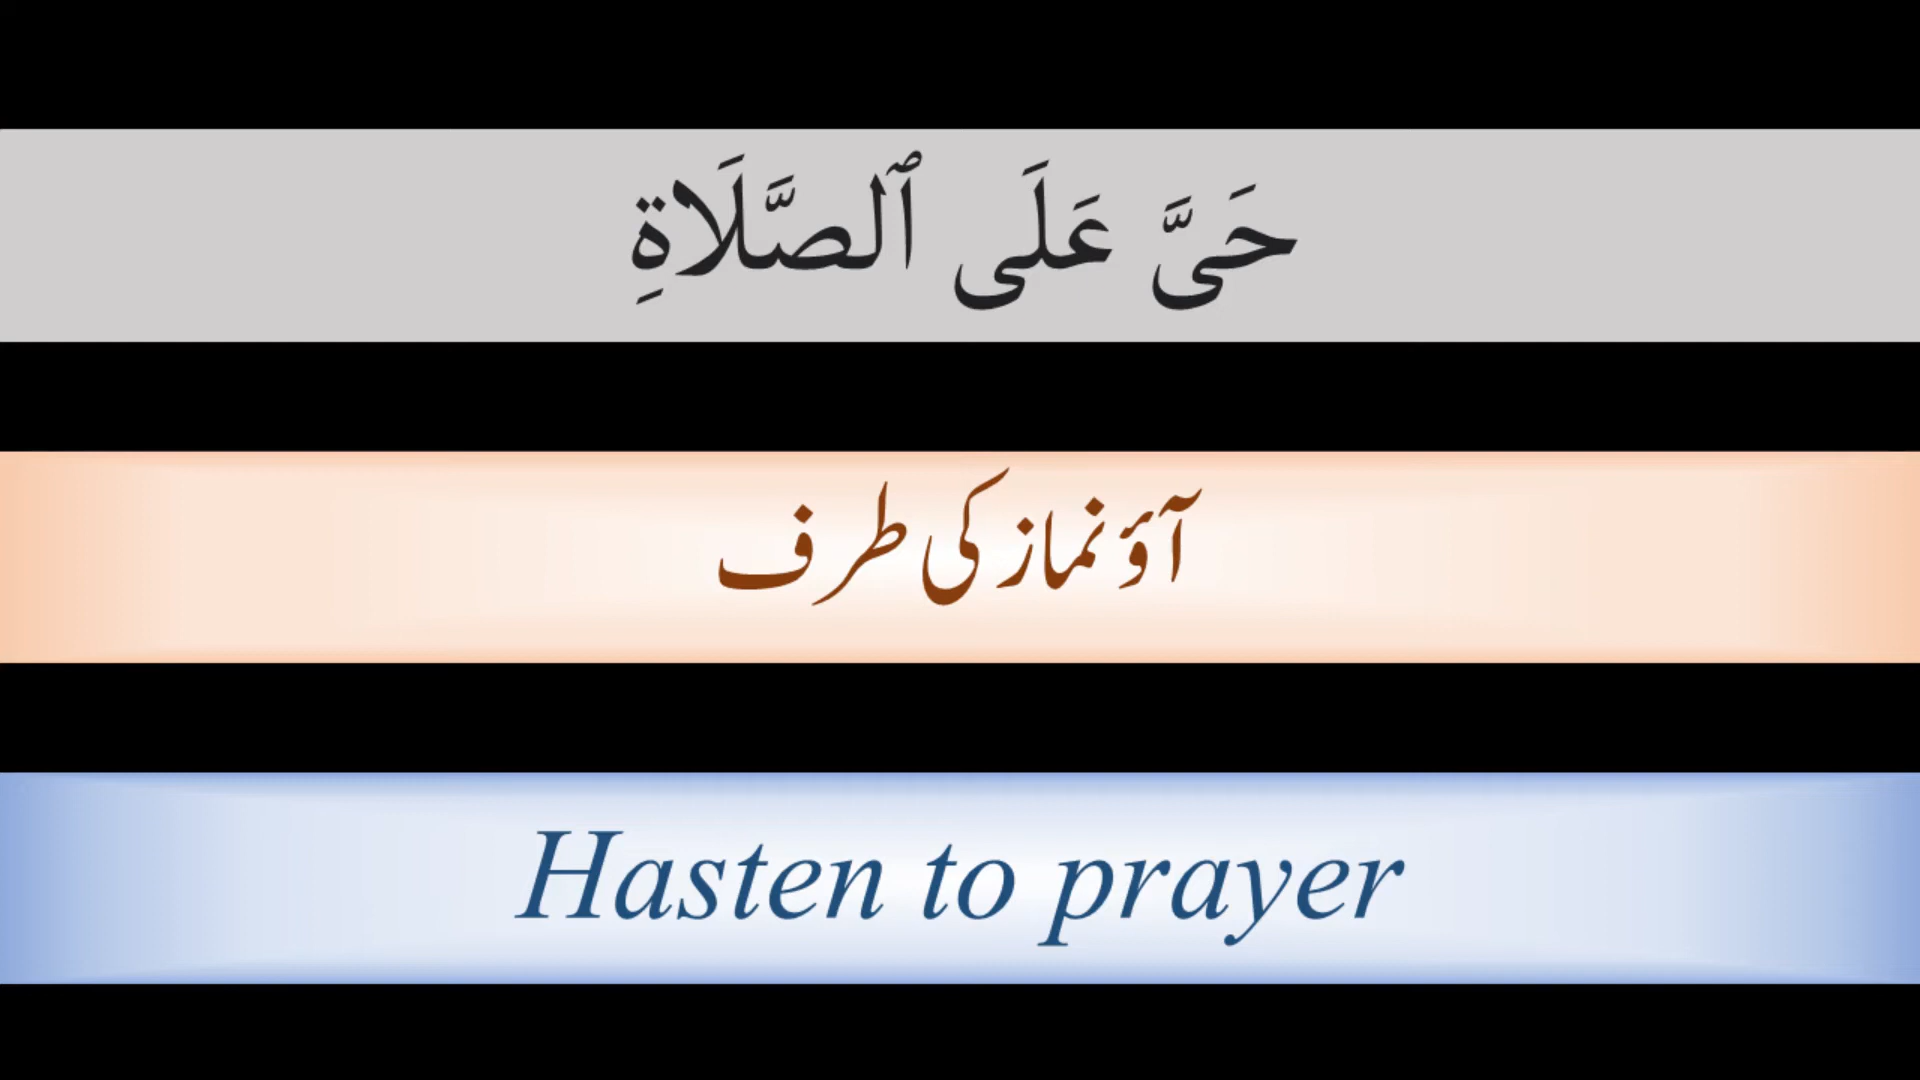 حَىَّ عَلَى ٱلصَّلَاةِ
آؤ نماز کی طرف
Hasten to prayer